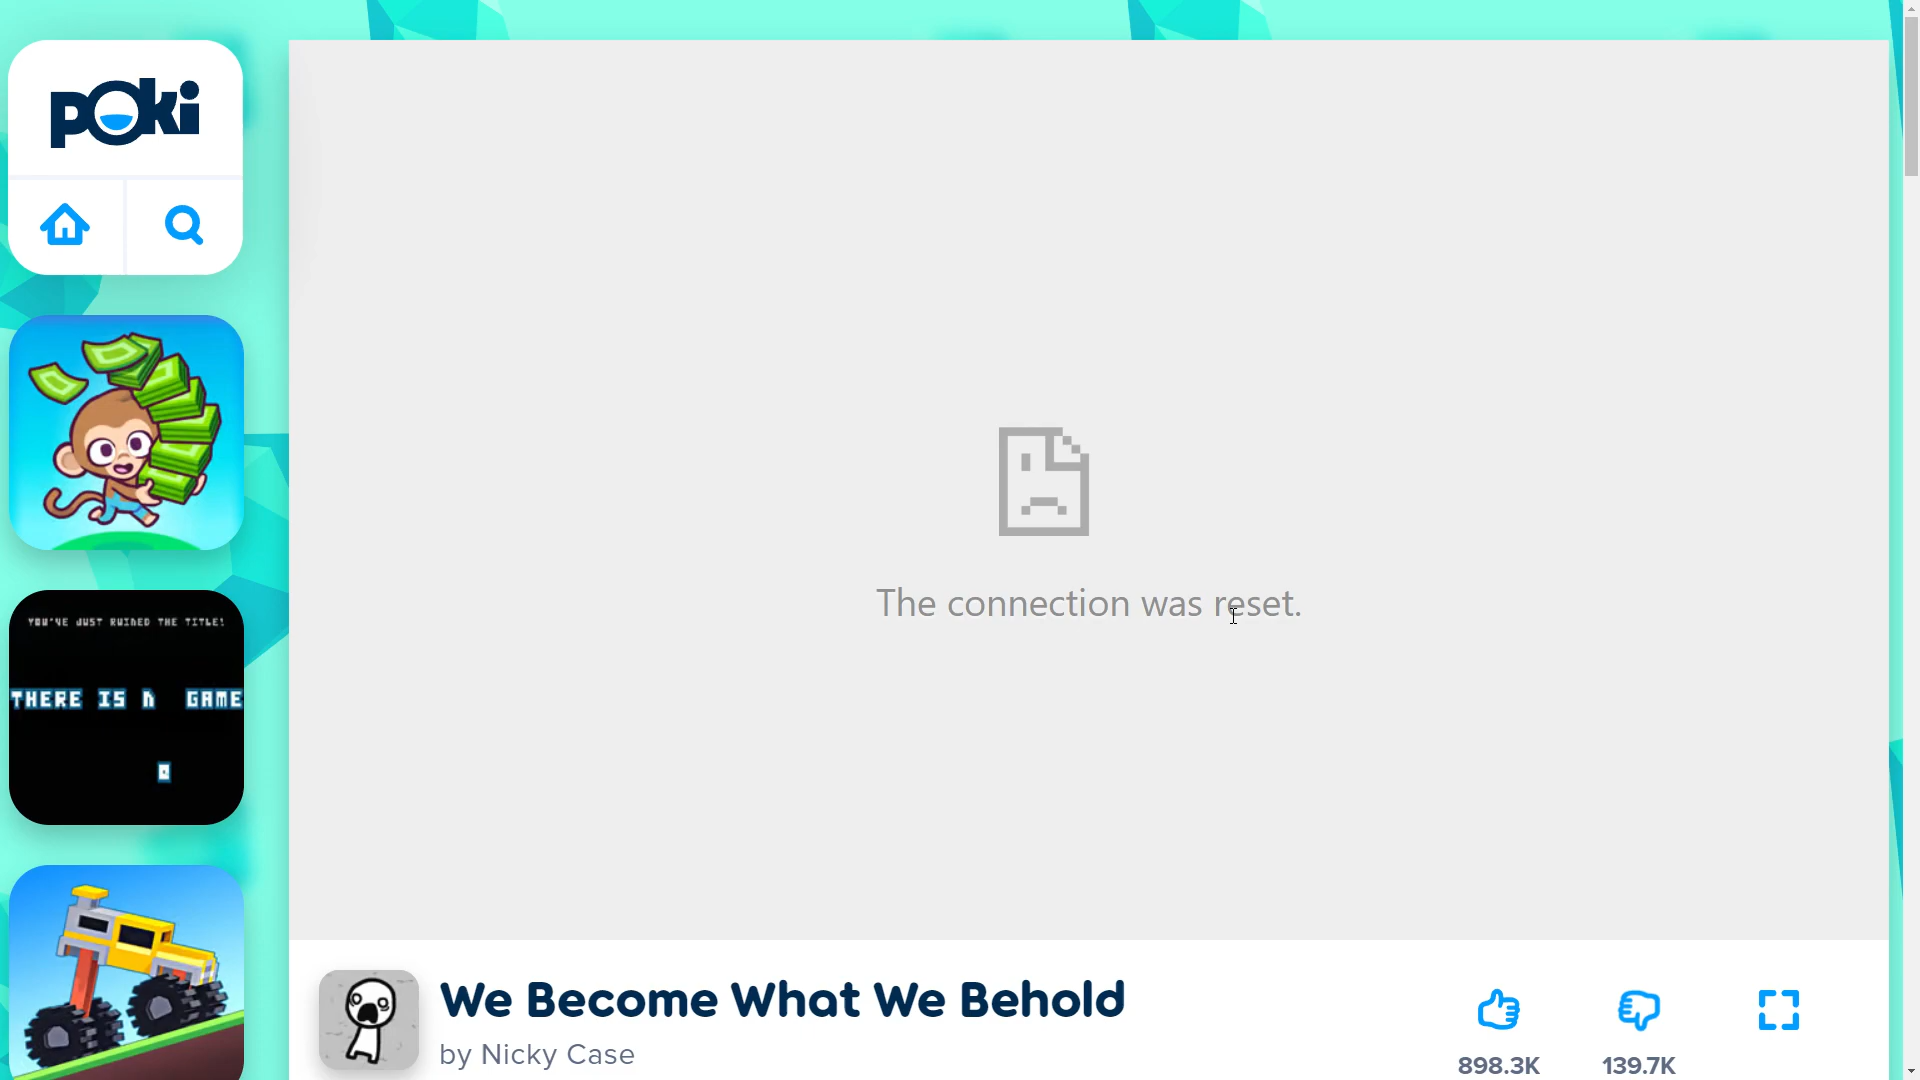 poki
YOU'VE JUST RUINED THE TITLE!
THERE IS n GAME
The connection was reset.
We Become What We Behold
by Nicky Case
898.3K
139.7K